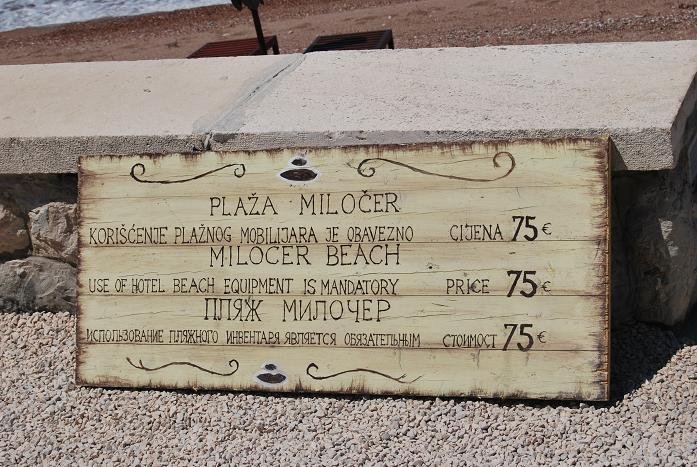 PLAŽA MILOČER
KORIŠĆENJE PLAŽNOG MOBILIJARA JE OBAVEZNO CIJENA 75€
MILOCER BEACH
USE OF HOTEL BEACH EQUIPMENT IS MANDATORY PRICE 75€
ПЛЯЖ МИЛОЧЕР
ИСПОЛЬЗОВАНИЕ ПЛЯЖНОГО ИНВЕНТАРЯ ЯВЛЯЕТСЯ ОБЯЗАТЕЛЬНЫМ СТОИМОСТ 75€